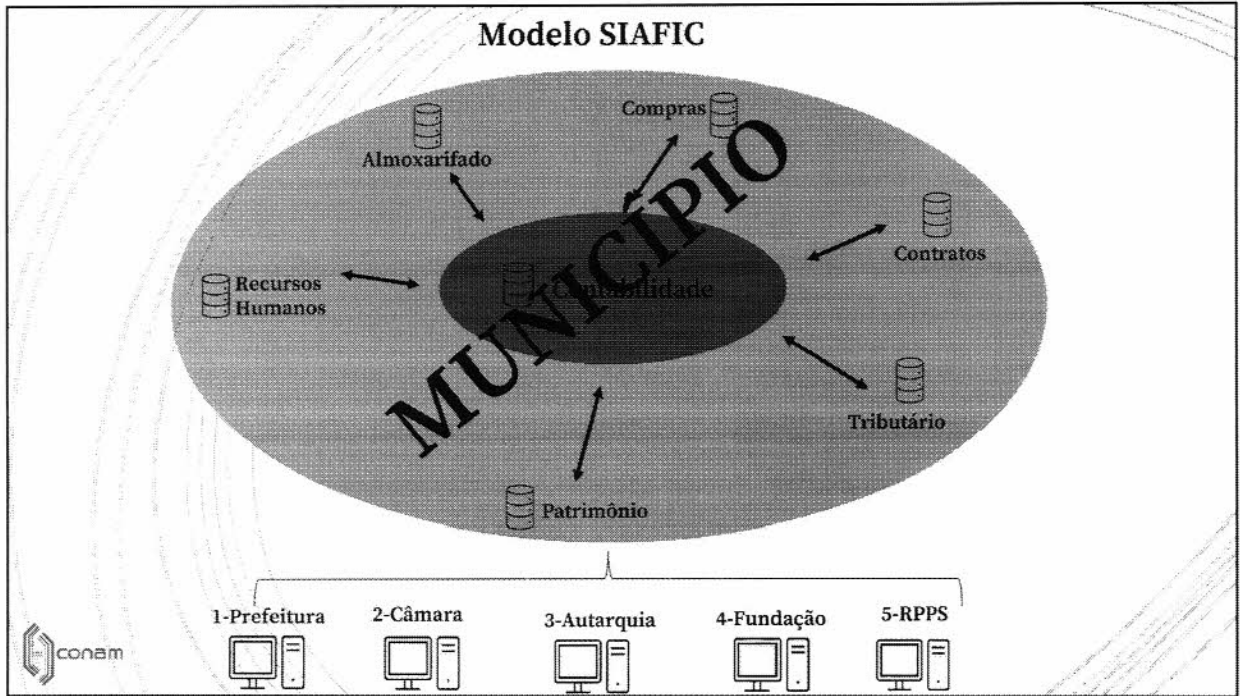 Modelo SIAFIC
Compras
Almoxarifado
MUNICÍPIO
Contratos
Recursos
Humanos
Contabilidade
Tributário
Patrimônio
1-Prefeitura
2-Câmara
3-Autarquia
4-Fundação
5-RPPS
conam